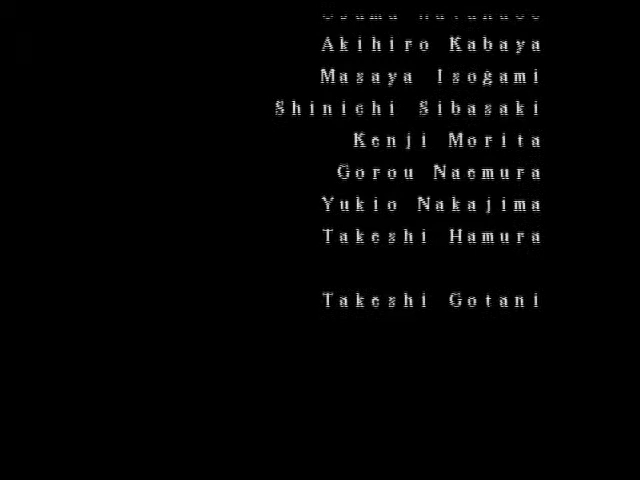 Akihiro Kabaya
Masaya Isogami
Shinichi Sibasaki
Kenji Morita
Gorou Naemura
Yukio Nakajima
Takeshi Hamura
Takeshi Gotani